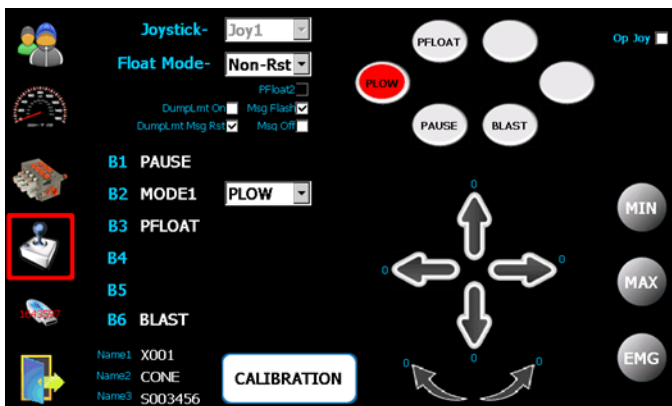 Joystick- Joy1
Float Mode- Non-Rst
PFloat2
DumpLmt On Msg Flash
DumpLmt Msg Rst Msg Off
B1 PAUSE
B2 MODE1 PLOW
B3 PFLOAT
B4
B5
B6 BLAST
Name1 X001
Name2 CONE
Name3 S003456
CALIBRATION
1643597
PFLOAT
PLOW
PAUSE BLAST
Op Joy
0
0 0
0
0 0
MIN
MAX
EMG